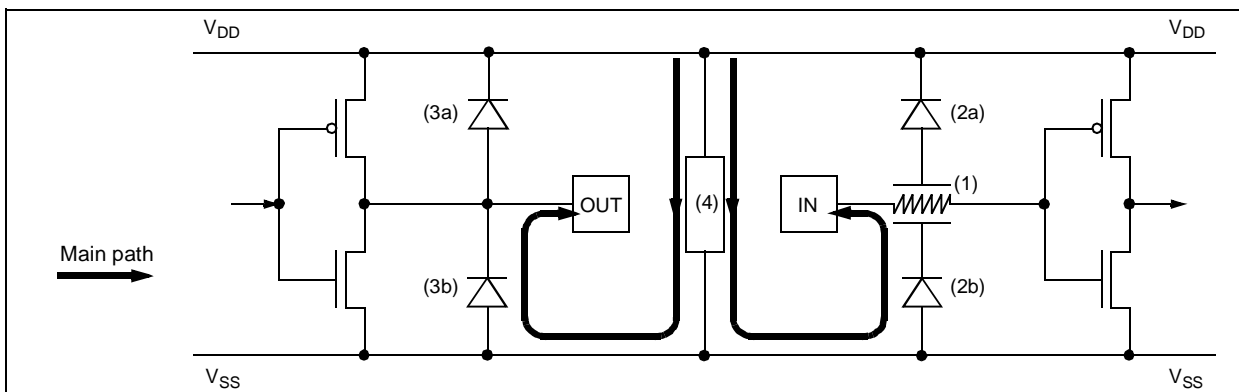 VDD VDD
(3a) (2a)
(1)
OUT (4) IN
Main path
(3b) (2b)
VSS VSS